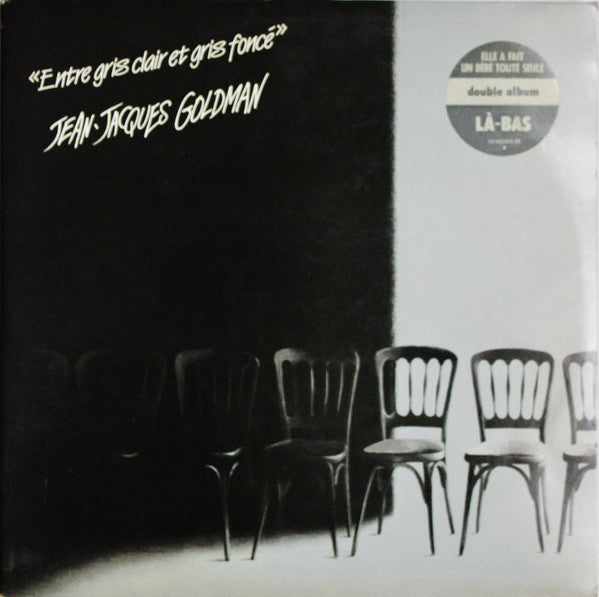 «Entre gris clair et gris foncé»
JEAN-JACQUES GOLDMAN
ELLE A FAIT
UN BÉBÉ TOUTE SEULE
double album
LÀ-BAS